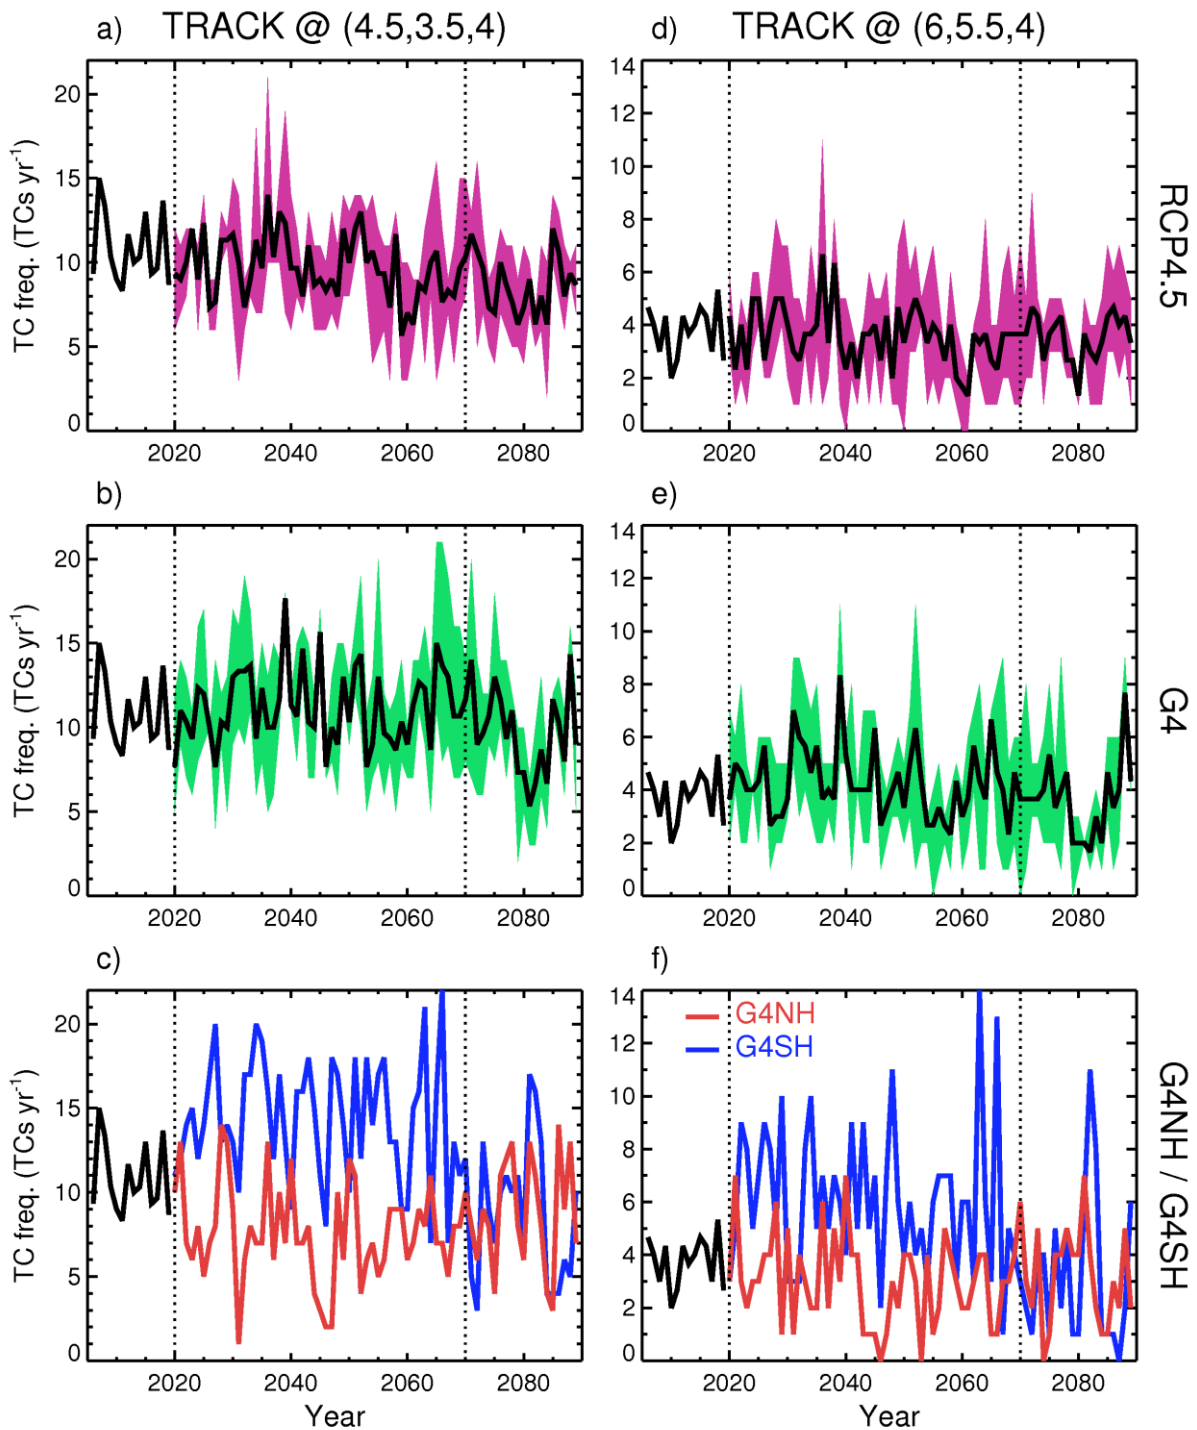 a) TRACK @ (4.5,3.5,4)
d) TRACK @ (6,5.5,4)
TC freq. (TCs yr⁻¹)
20
15
10
5
0
2020 2040 2060 2080
14
12
10
8
6
4
2
0
2020 2040 2060 2080
RCP4.5
b)
e)
TC freq. (TCs yr⁻¹)
20
15
10
5
0
2020 2040 2060 2080
14
12
10
8
6
4
2
0
2020 2040 2060 2080
G4
c)
f)
TC freq. (TCs yr⁻¹)
20
15
10
5
0
2020 2040 2060 2080
Year
14
12
10
8
6
4
2
0
G4NH
G4SH
2020 2040 2060 2080
Year
G4NH / G4SH